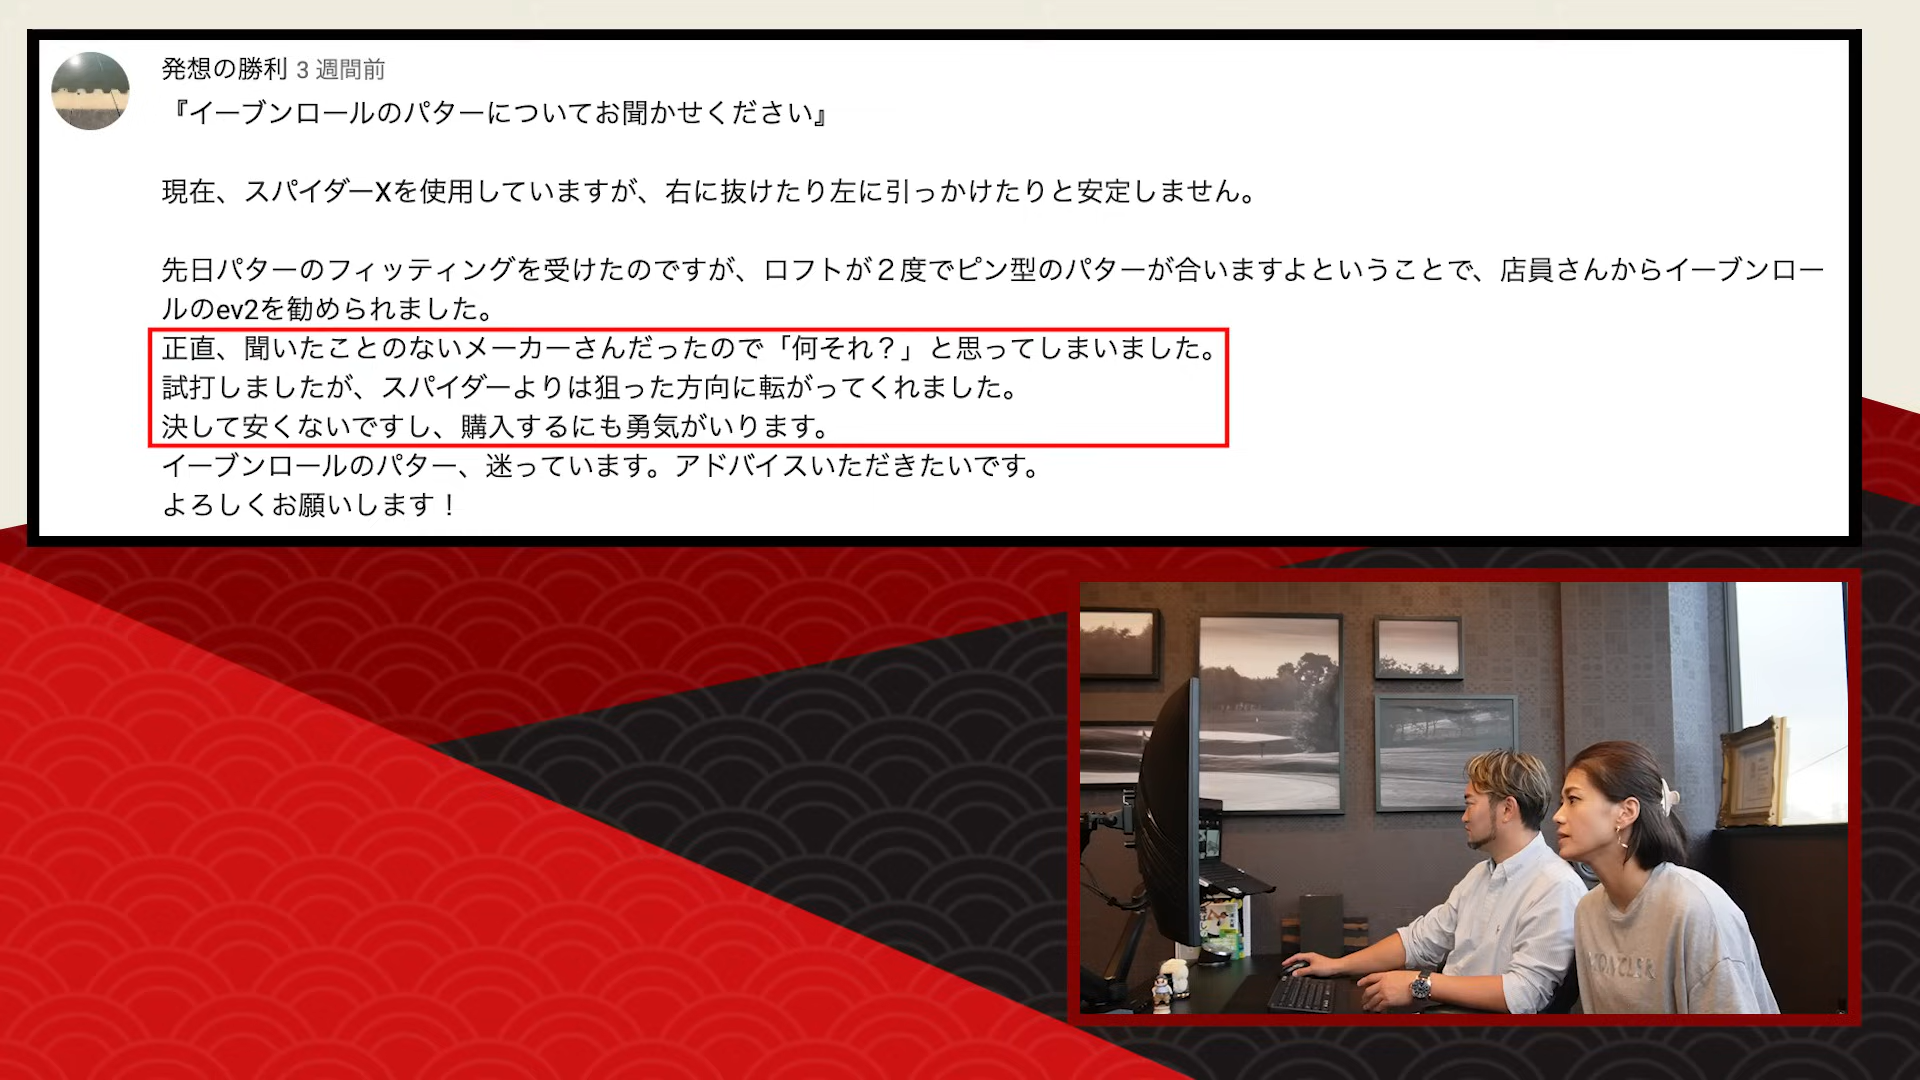 発想の勝利 3 週間前
『イーブンロールのパターについてお聞かせください』
現在、スパイダーXを使用していますが、右に抜けたり左に引っかけたりと安定しません。
先日パターのフィッティングを受けたのですが、ロフトが２度でピン型のパターが合いますよということで、店員さんからイーブンロー
ルのev2を勧められました。
正直、聞いたことのないメーカーさんだったので「何それ？」と思ってしまいました。
試打しましたが、スパイダーよりは狙った方向に転がってくれました。
決して安くないですし、購入するにも勇気がいります。
イーブンロールのパター、迷っています。アドバイスいただきたいです。
よろしくお願いします！
MONCLER